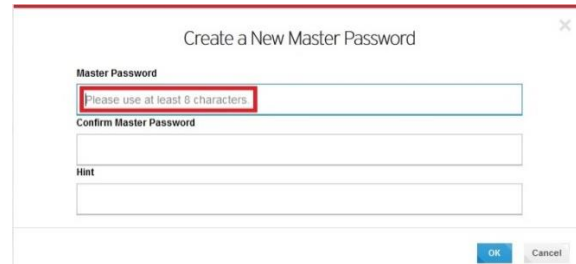 Create a New Master Password
Master Password
Please use at least 8 characters.
Confirm Master Password
Hint
OK
Cancel